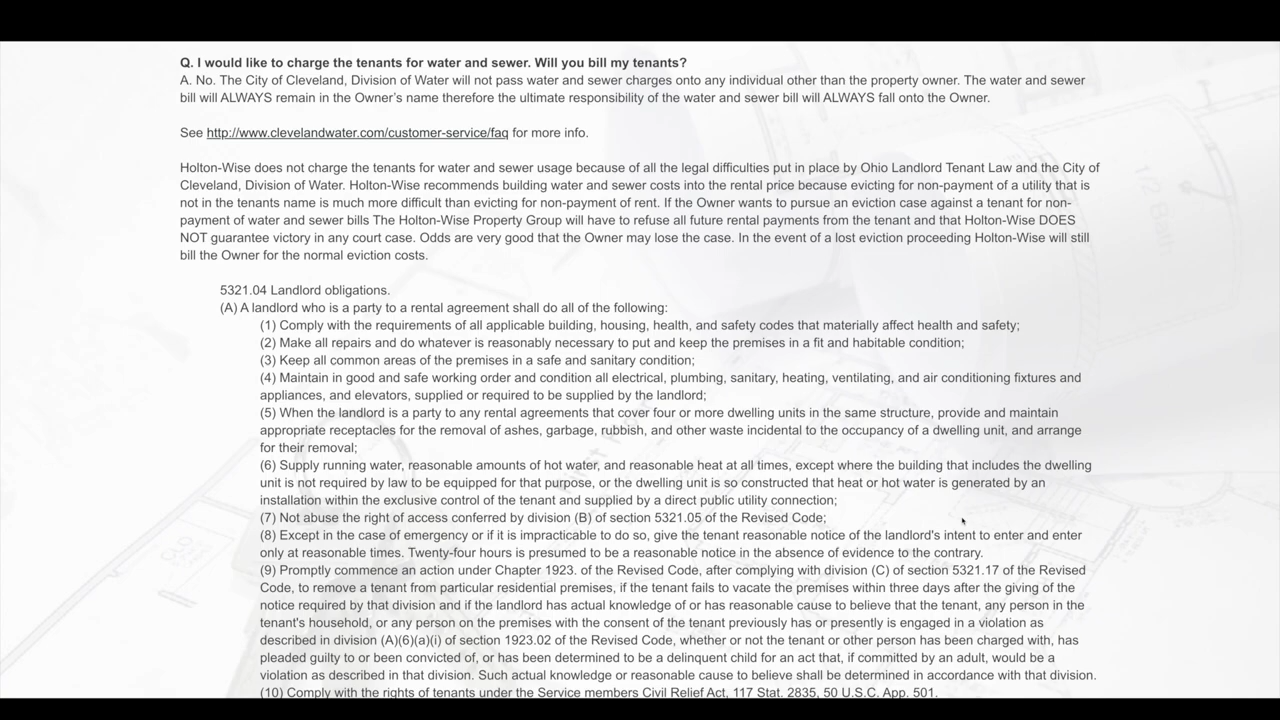 Q. I would like to charge the tenants for water and sewer. Will you bill my tenants?
A. No. The City of Cleveland, Division of Water will not pass water and sewer charges onto any individual other than the property owner. The water and sewer
bill will ALWAYS remain in the Owner's name therefore the ultimate responsibility of the water and sewer bill will ALWAYS fall onto the Owner.
See http://www.clevelandwater.com/customer-service/faq for more info.
Holton-Wise does not charge the tenants for water and sewer usage because of all the legal difficulties put in place by Ohio Landlord Tenant Law and the City of
Cleveland, Division of Water. Holton-Wise recommends building water and sewer costs into the rental price because evicting for non-payment of a utility that is
not in the tenants name is much more difficult than evicting for non-payment of rent. If the Owner wants to pursue an eviction case against a tenant for non-
payment of water and sewer bills The Holton-Wise Property Group will have to refuse all future rental payments from the tenant and that Holton-Wise DOES
NOT guarantee victory in any court case. Odds are very good that the Owner may lose the case. In the event of a lost eviction proceeding Holton-Wise will still
bill the Owner for the normal eviction costs.
5321.04 Landlord obligations.
(A) A landlord who is a party to a rental agreement shall do all of the following:
(1) Comply with the requirements of all applicable building, housing, health, and safety codes that materially affect health and safety;
(2) Make all repairs and do whatever is reasonably necessary to put and keep the premises in a fit and habitable condition;
(3) Keep all common areas of the premises in a safe and sanitary condition;
(4) Maintain in good and safe working order and condition all electrical, plumbing, sanitary, heating, ventilating, and air conditioning fixtures and
appliances, and elevators, supplied or required to be supplied by the landlord;
(5) When the landlord is a party to any rental agreements that cover four or more dwelling units in the same structure, provide and maintain
appropriate receptacles for the removal of ashes, garbage, rubbish, and other waste incidental to the occupancy of a dwelling unit, and arrange
for their removal;
(6) Supply running water, reasonable amounts of hot water, and reasonable heat at all times, except where the building that includes the dwelling
unit is not required by law to be equipped for that purpose, or the dwelling unit is so constructed that heat or hot water is generated by an
installation within the exclusive control of the tenant and supplied by a direct public utility connection;
(7) Not abuse the right of access conferred by division (B) of section 5321.05 of the Revised Code;
(8) Except in the case of emergency or if it is impracticable to do so, give the tenant reasonable notice of the landlord's intent to enter and enter
only at reasonable times. Twenty-four hours is presumed to be a reasonable notice in the absence of evidence to the contrary.
(9) Promptly commence an action under Chapter 1923. of the Revised Code, after complying with division (C) of section 5321.17 of the Revised
Code, to remove a tenant from particular residential premises, if the tenant fails to vacate the premises within three days after the giving of the
notice required by that division and if the landlord has actual knowledge of or has reasonable cause to believe that the tenant, any person in the
tenant's household, or any person on the premises with the consent of the tenant previously has or presently is engaged in a violation as
described in division (A)(6)(a)(i) of section 1923.02 of the Revised Code, whether or not the tenant or other person has been charged with, has
pleaded guilty to or been convicted of, or has been determined to be a delinquent child for an act that, if committed by an adult, would be a
violation as described in that division. Such actual knowledge or reasonable cause to believe shall be determined in accordance with that division.
(10) Comply with the rights of tenants under the Service members Civil Relief Act, 117 Stat. 2835, 50 U.S.C. App. 501.
1/2 Bath